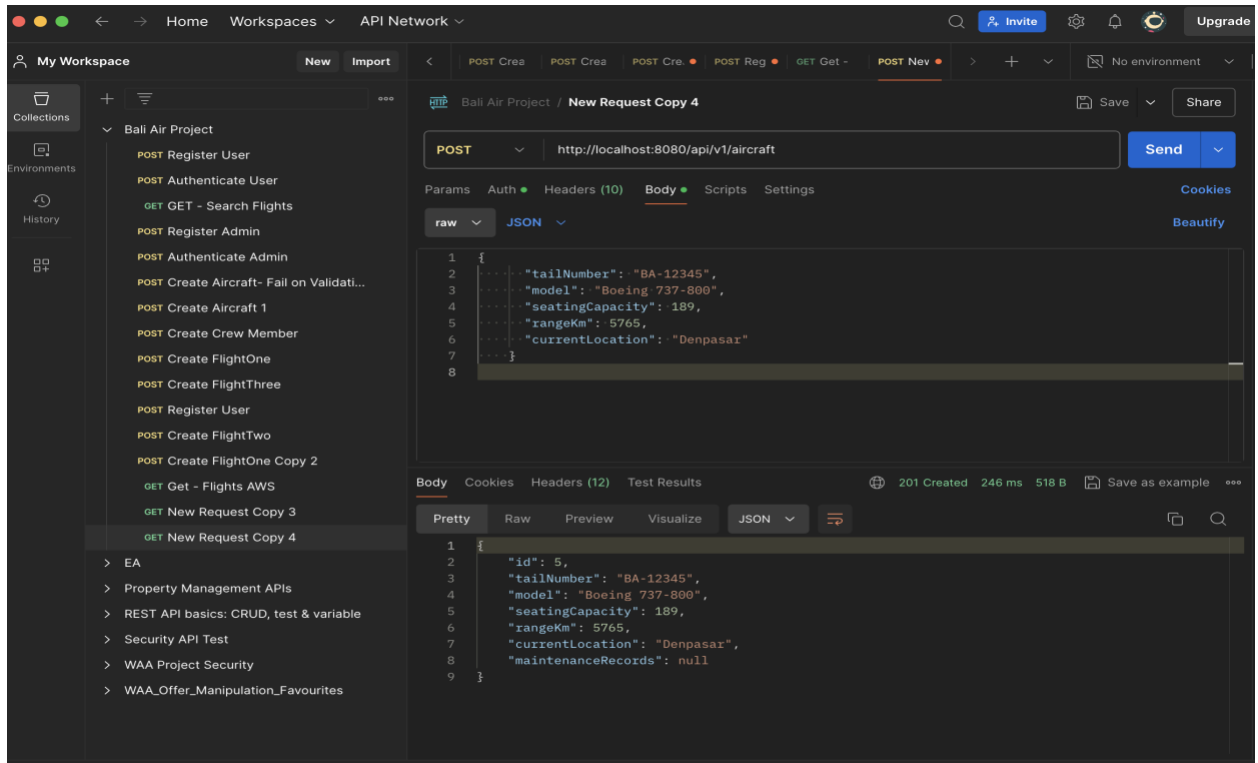 Home Workspaces API Network Invite Upgrade
My Workspace New Import
POST Crea POST Crea POST Cre. POST Reg GET Get - POST Nev No environment
Collections
Environments
History
Bali Air Project
POST Register User
POST Authenticate User
GET GET - Search Flights
POST Register Admin
POST Authenticate Admin
POST Create Aircraft- Fail on Validati...
POST Create Aircraft 1
POST Create Crew Member
POST Create FlightOne
POST Create FlightThree
POST Register User
POST Create FlightTwo
POST Create FlightOne Copy 2
GET Get - Flights AWS
GET New Request Copy 3
GET New Request Copy 4
EA
Property Management APIs
REST API basics: CRUD, test & variable
Security API Test
WAA Project Security
WAA_Offer_Manipulation_Favourites
HTTP Bali Air Project / New Request Copy 4 Save Share
POST http://localhost:8080/api/v1/aircraft Send
Params Auth Headers (10) Body Scripts Settings Cookies
raw JSON Beautify
1 {
2 "tailNumber": "BA-12345",
3 "model": "Boeing 737-800",
4 "seatingCapacity": 189,
5 "rangeKm": 5765,
6 "currentLocation": "Denpasar"
7 }
8
Body Cookies Headers (12) Test Results 201 Created 246 ms 518 B Save as example
Pretty Raw Preview Visualize JSON
1 {
2 "id": 5,
3 "tailNumber": "BA-12345",
4 "model": "Boeing 737-800",
5 "seatingCapacity": 189,
6 "rangeKm": 5765,
7 "currentLocation": "Denpasar",
8 "maintenanceRecords": null
9 }